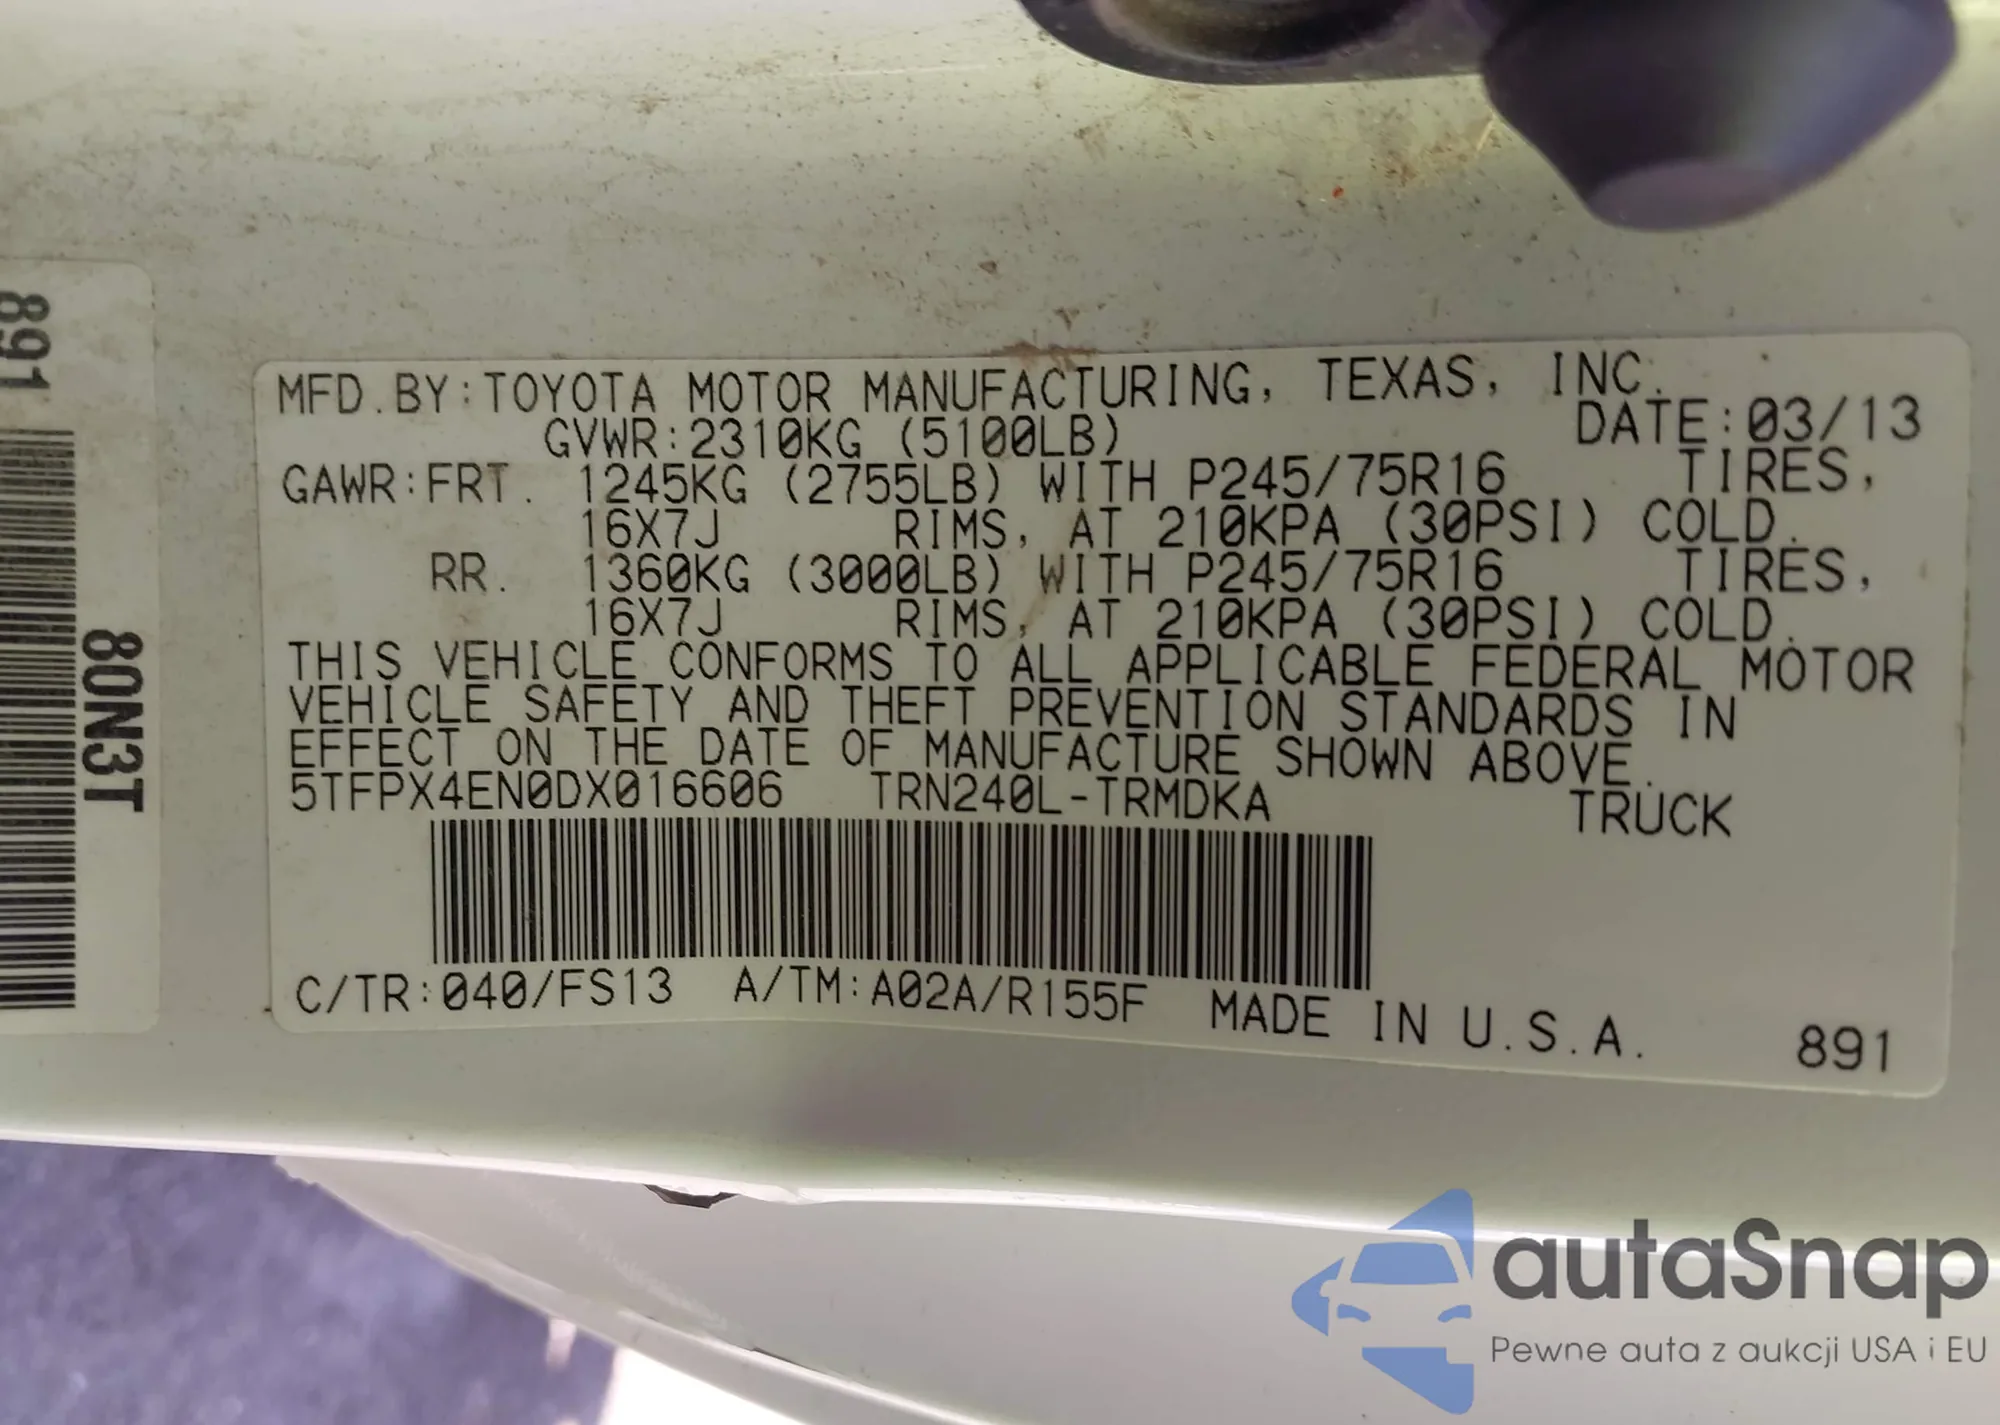 891
80N3T
MFD.BY:TOYOTA MOTOR MANUFACTURING, TEXAS, INC.
GVWR:2310KG (5100LB) DATE:03/13
GAWR:FRT. 1245KG (2755LB) WITH P245/75R16 TIRES,
16X7J RIMS, AT 210KPA (30PSI) COLD.
RR. 1360KG (3000LB) WITH P245/75R16 TIRES,
16X7J RIMS, AT 210KPA (30PSI) COLD.
THIS VEHICLE CONFORMS TO ALL APPLICABLE FEDERAL MOTOR
VEHICLE SAFETY AND THEFT PREVENTION STANDARDS IN
EFFECT ON THE DATE OF MANUFACTURE SHOWN ABOVE.
5TFPX4EN0DX016606 TRN240L-TRMDKA TRUCK
C/TR:040/FS13 A/TM:A02A/R155F MADE IN U.S.A. 891
autaSnap
Pewne auta z aukcji USA i EU